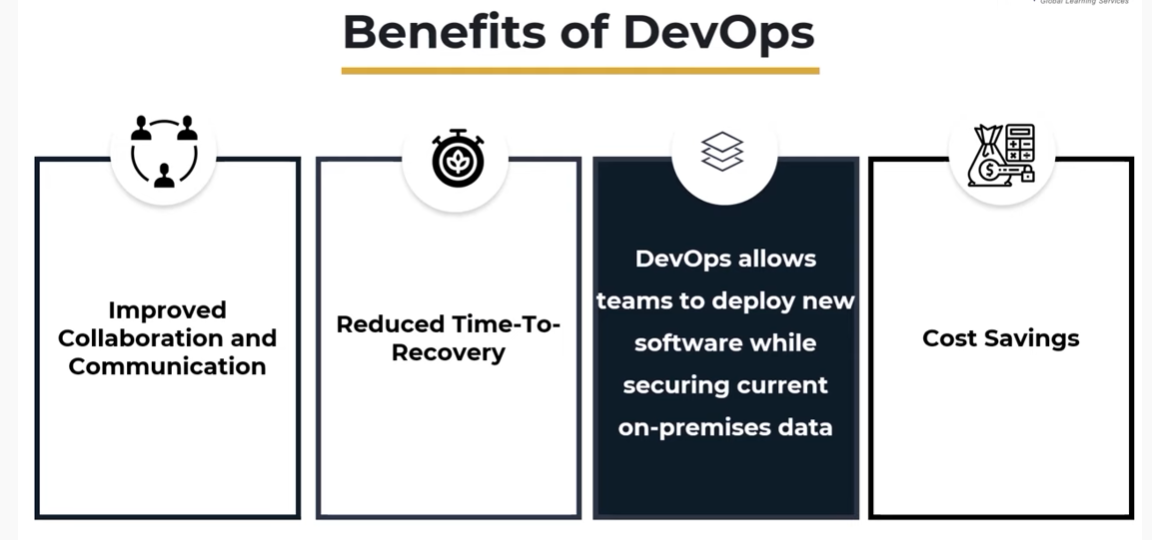 Global Learning Services
Benefits of DevOps
Improved
Collaboration and
Communication
Reduced Time-To-
Recovery
DevOps allows
teams to deploy new
software while
securing current
on-premises data
Cost Savings